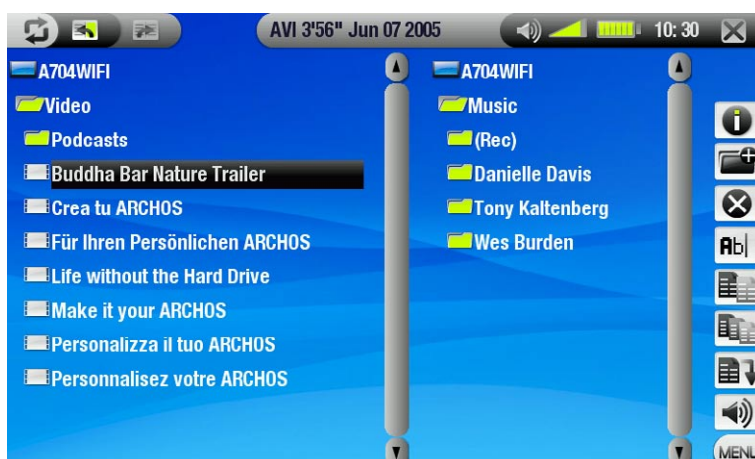 AVI 3'56" Jun 07 2005
10:30
A704WIFI
Video
Podcasts
Buddha Bar Nature Trailer
Crea tu ARCHOS
Für Ihren Persönlichen ARCHOS
Life without the Hard Drive
Make it your ARCHOS
Personalizza il tuo ARCHOS
Personnalisez votre ARCHOS
A704WIFI
Music
(Rec)
Danielle Davis
Tony Kaltenberg
Wes Burden
Ab|
MENU